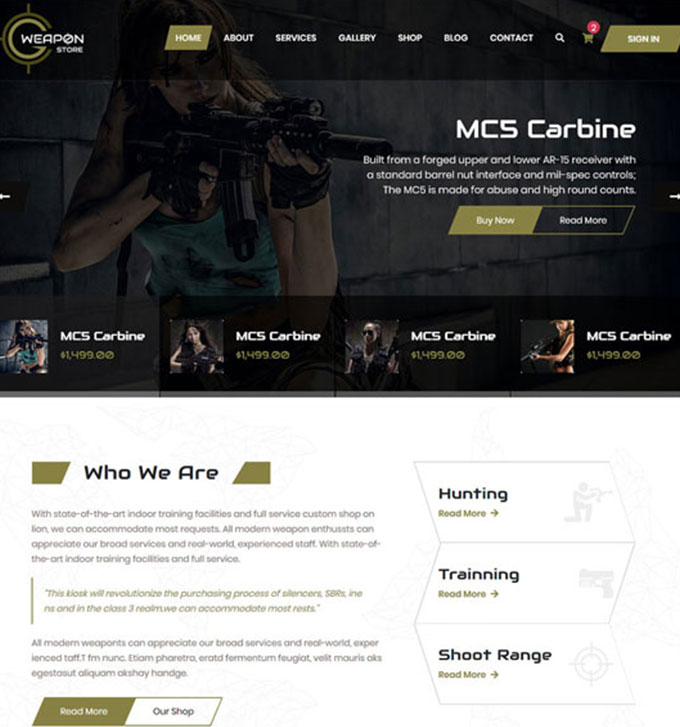 WEAPON
STORE
HOME ABOUT SERVICES GALLERY SHOP BLOG CONTACT 2 SIGN IN
MC5 Carbine
Built from a forged upper and lower AR-15 receiver with
a standard barrel nut interface and mil-spec controls;
The MC5 is made for abuse and high round counts.
Buy Now Read More
MC5 Carbine MC5 Carbine MC5 Carbine MC5 Carbine
$1,499.00 $1,499.00 $1,499.00 $1,499.00
Who We Are
With state-of-the-art indoor training facilities and full service custom shop on
lion, we can accommodate most requests. All modern weapon enthussts can
appreciate our broad services and real-world, experienced staff. With state-of-
the-art indoor training facilities and full service.
"This kiosk will revolutionize the purchasing process of silencers, SBRs, ine
ns and in the class 3 realm.we can accommodate most rests."
All modern weaponts can appreciate our broad services and real-world, exper
ienced taff.T fm nunc. Etiam pharetra, eratd fermentum feugiat, velit mauris aks
egestasut aliquam akshay handge.
Read More Our Shop
Hunting
Read More →
Trainning
Read More →
Shoot Range
Read More →